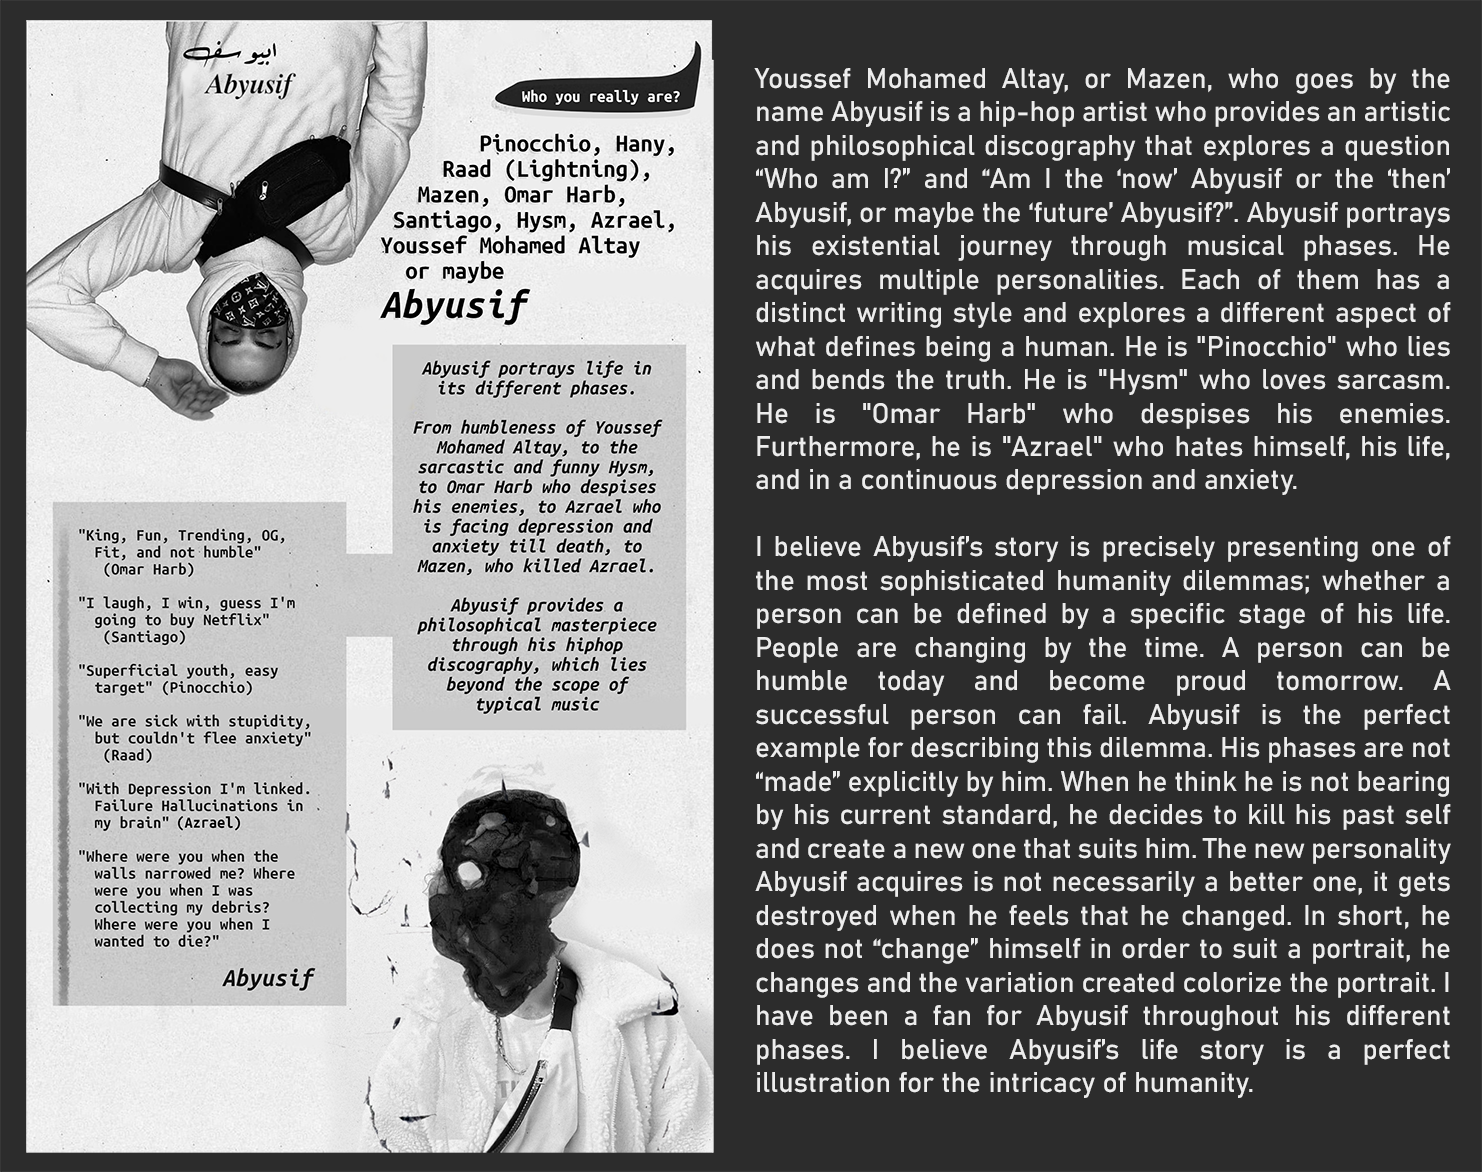 ابيوسف
Abyusif
Who you really are?
Pinocchio, Hany,
Raad (Lightning),
Mazen, Omar Harb,
Santiago, Hysm, Azrael,
Youssef Mohamed Altay
or maybe
Abyusif
Abyusif portrays life in
its different phases.
From humbleness of Youssef
Mohamed Altay, to the
sarcastic and funny Hysm,
to Omar Harb who despises
his enemies, to Azrael who
is facing depression and
anxiety till death, to
Mazen, who killed Azrael.
Abyusif provides a
philosophical masterpiece
through his hiphop
discography, which lies
beyond the scope of
typical music
"King, Fun, Trending, OG,
Fit, and not humble"
(Omar Harb)
"I laugh, I win, guess I'm
going to buy Netflix"
(Santiago)
"Superficial youth, easy
target" (Pinocchio)
"We are sick with stupidity,
but couldn't flee anxiety"
(Raad)
"With Depression I'm linked.
Failure Hallucinations in
my brain" (Azrael)
"Where were you when the
walls narrowed me? Where
were you when I was
collecting my debris?
Where were you when I
wanted to die?"
Abyusif
Youssef Mohamed Altay, or Mazen, who goes by the
name Abyusif is a hip-hop artist who provides an artistic
and philosophical discography that explores a question
“Who am I?” and “Am I the ‘now’ Abyusif or the ‘then’
Abyusif, or maybe the ‘future’ Abyusif?”. Abyusif portrays
his existential journey through musical phases. He
acquires multiple personalities. Each of them has a
distinct writing style and explores a different aspect of
what defines being a human. He is "Pinocchio" who lies
and bends the truth. He is "Hysm" who loves sarcasm.
He is "Omar Harb" who despises his enemies.
Furthermore, he is "Azrael" who hates himself, his life,
and in a continuous depression and anxiety.
I believe Abyusif’s story is precisely presenting one of
the most sophisticated humanity dilemmas; whether a
person can be defined by a specific stage of his life.
People are changing by the time. A person can be
humble today and become proud tomorrow. A
successful person can fail. Abyusif is the perfect
example for describing this dilemma. His phases are not
“made” explicitly by him. When he think he is not bearing
by his current standard, he decides to kill his past self
and create a new one that suits him. The new personality
Abyusif acquires is not necessarily a better one, it gets
destroyed when he feels that he changed. In short, he
does not “change” himself in order to suit a portrait, he
changes and the variation created colorize the portrait. I
have been a fan for Abyusif throughout his different
phases. I believe Abyusif’s life story is a perfect
illustration for the intricacy of humanity.